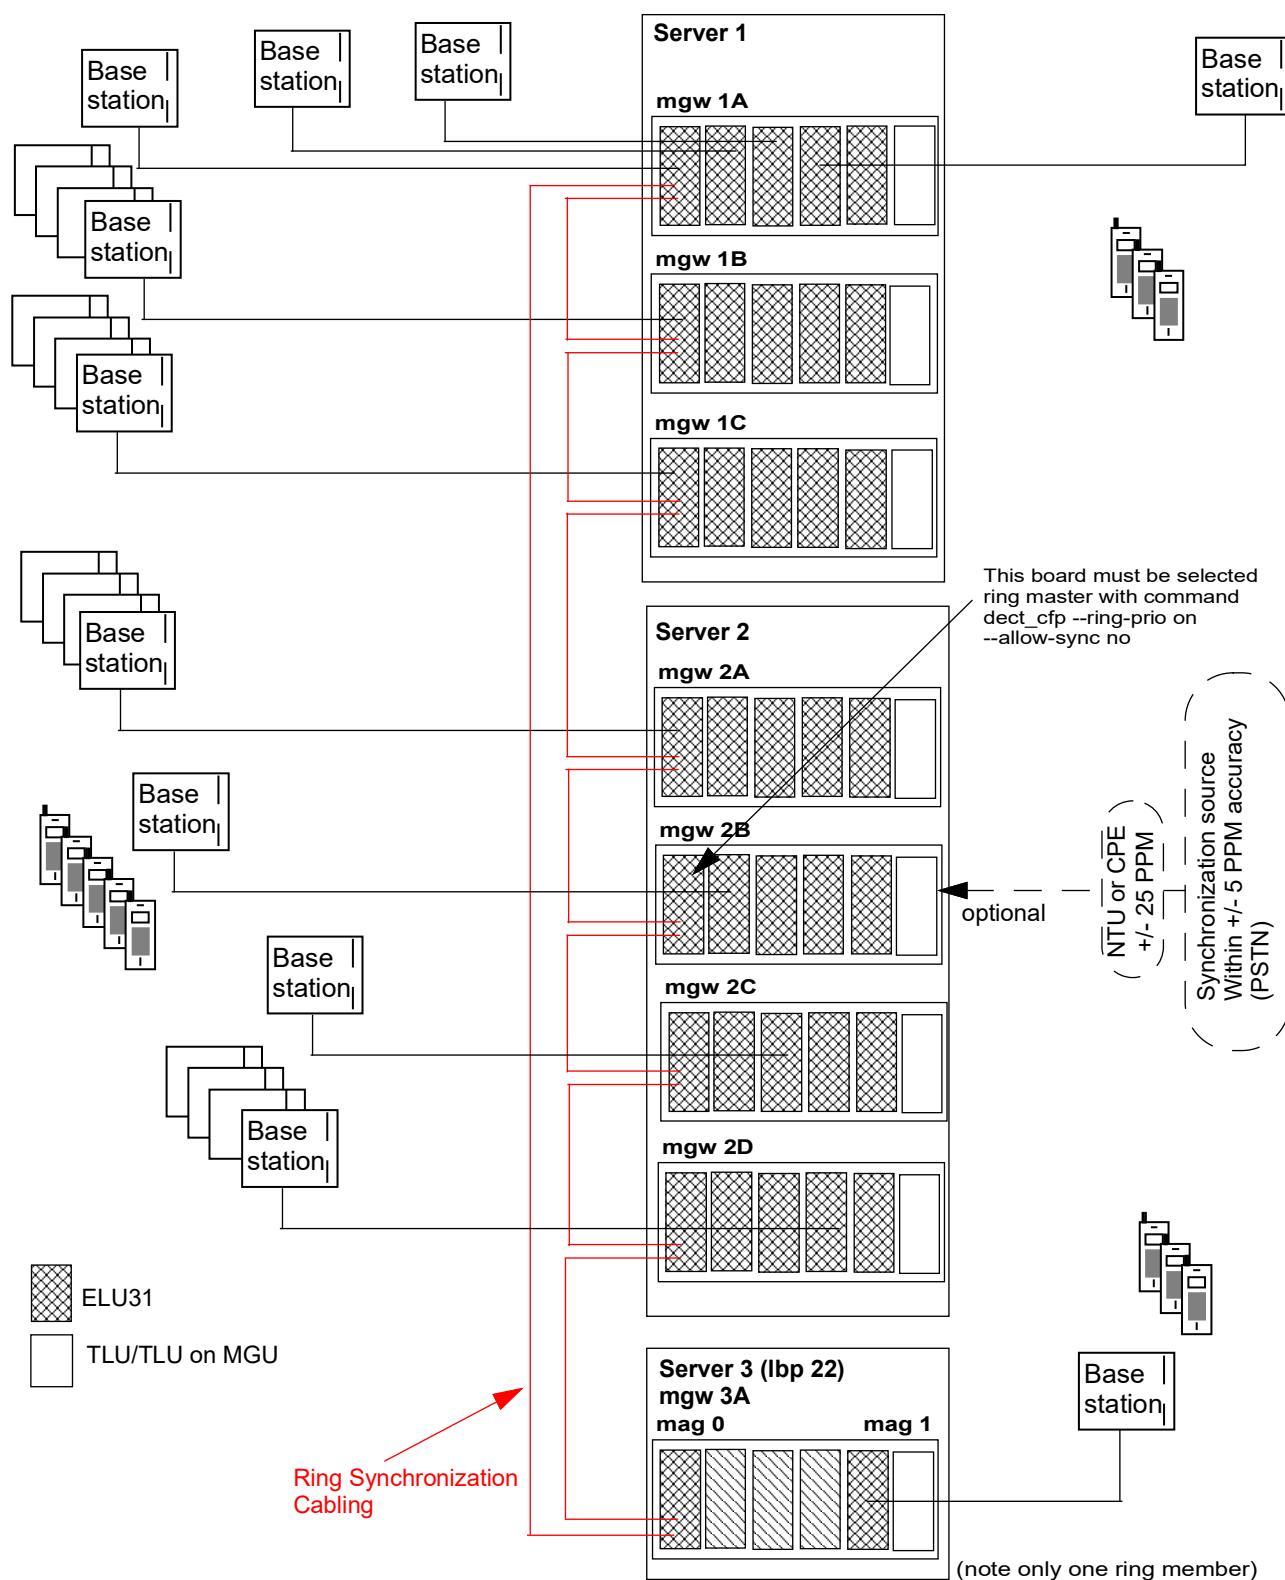 Server 1
Base
station
Base
station
Base
station
Base
station
mgw 1A
Base
station
mgw 1B
Base
station
mgw 1C
This board must be selected
ring master with command
dect_cfp --ring-prio on
--allow-sync no
Server 2
Base
station
mgw 2A
Base
station
mgw 2B
optional
NTU or CPE
+/- 25 PPM
Synchronization source
Within +/- 5 PPM accuracy
(PSTN)
Base
station
mgw 2C
Base
station
mgw 2D
ELU31
TLU/TLU on MGU
Server 3 (lbp 22)
mgw 3A
mag 0
mag 1
Base
station
Ring Synchronization
Cabling
(note only one ring member)